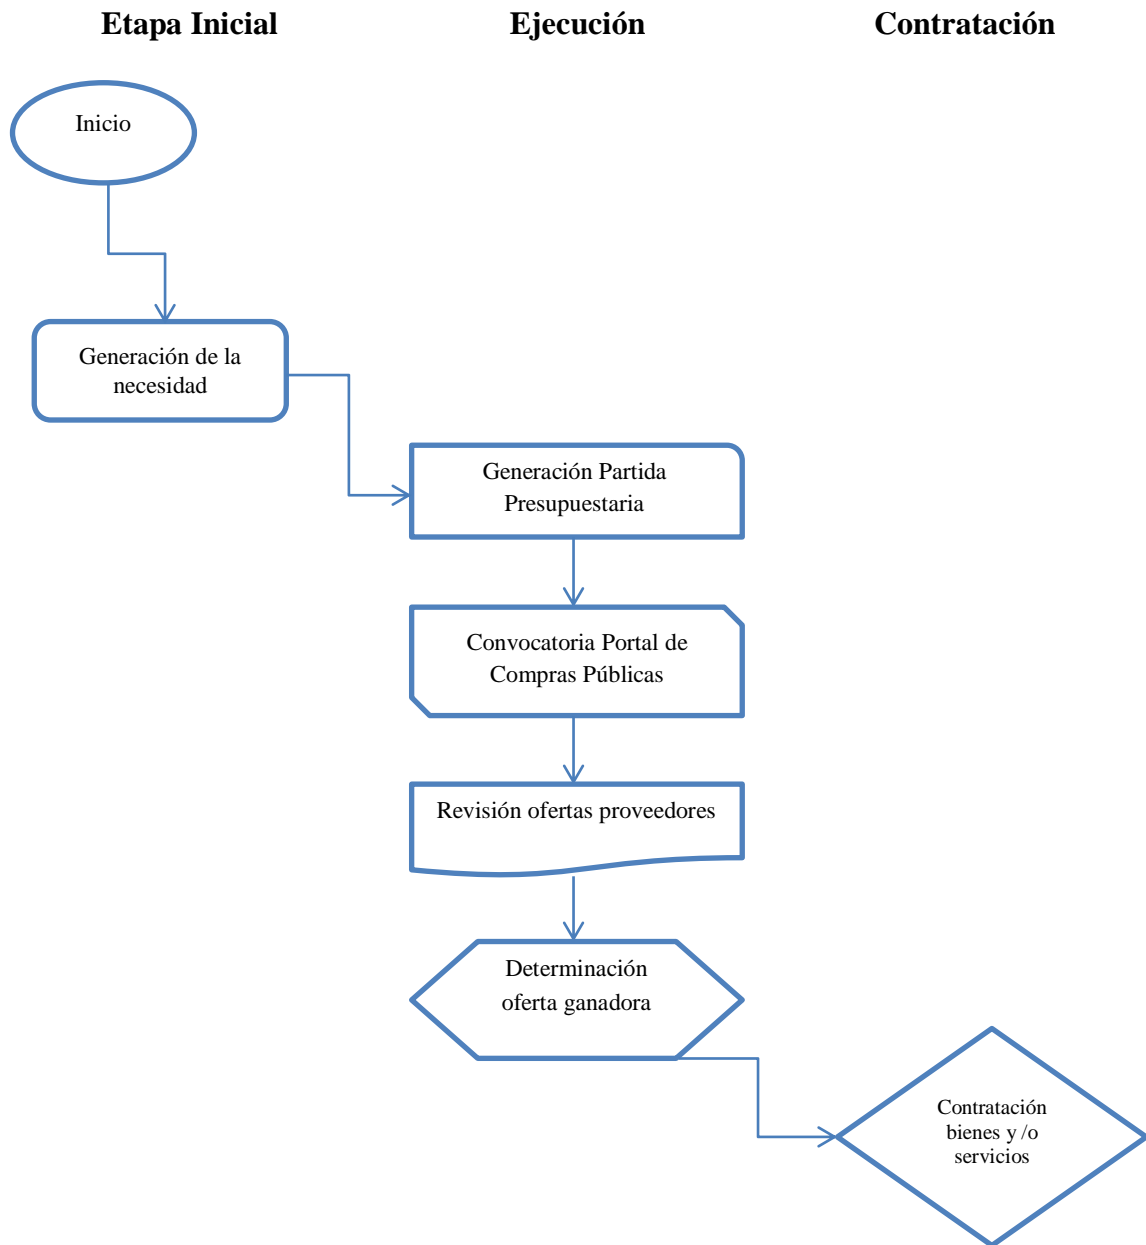 Etapa Inicial
Ejecución
Contratación
Inicio
Generación de la
necesidad
Generación Partida
Presupuestaria
Convocatoria Portal de
Compras Públicas
Revisión ofertas proveedores
Determinación
oferta ganadora
Contratación
bienes y /o
servicios